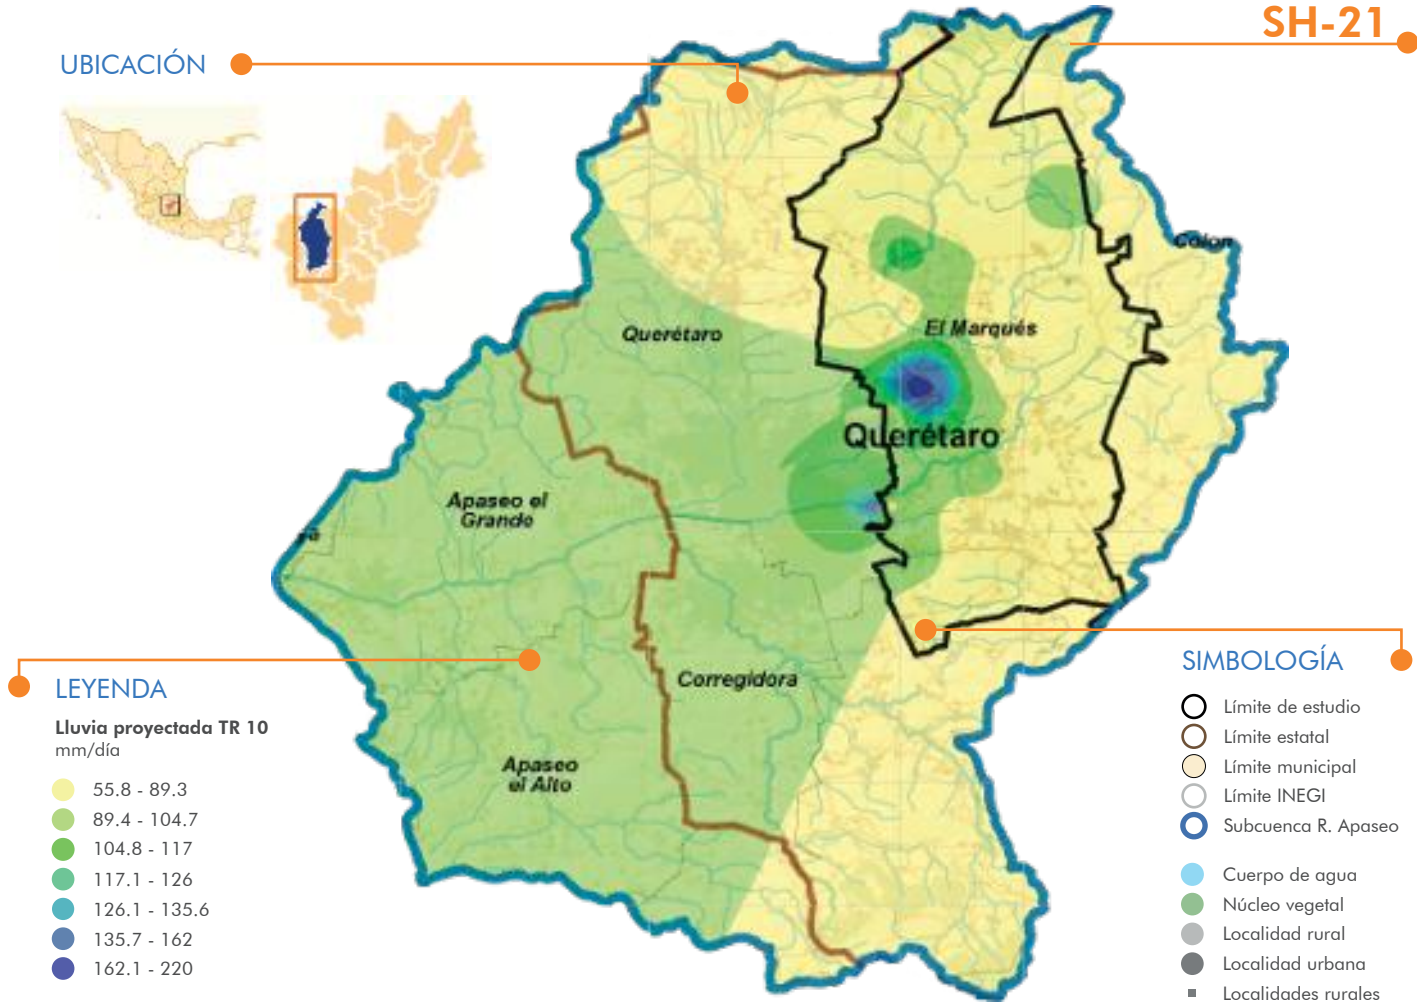 SH-21
UBICACIÓN
Colon
Querétaro
El Marqués
Querétaro
Apaseo el
Grande
Corregidora
Apaseo
el Alto
LEYENDA
Lluvia proyectada TR 10
mm/día
55.8 - 89.3
89.4 - 104.7
104.8 - 117
117.1 - 126
126.1 - 135.6
135.7 - 162
162.1 - 220
SIMBOLOGÍA
Límite de estudio
Límite estatal
Límite municipal
Límite INEGI
Subcuenca R. Apaseo
Cuerpo de agua
Núcleo vegetal
Localidad rural
Localidad urbana
Localidades rurales